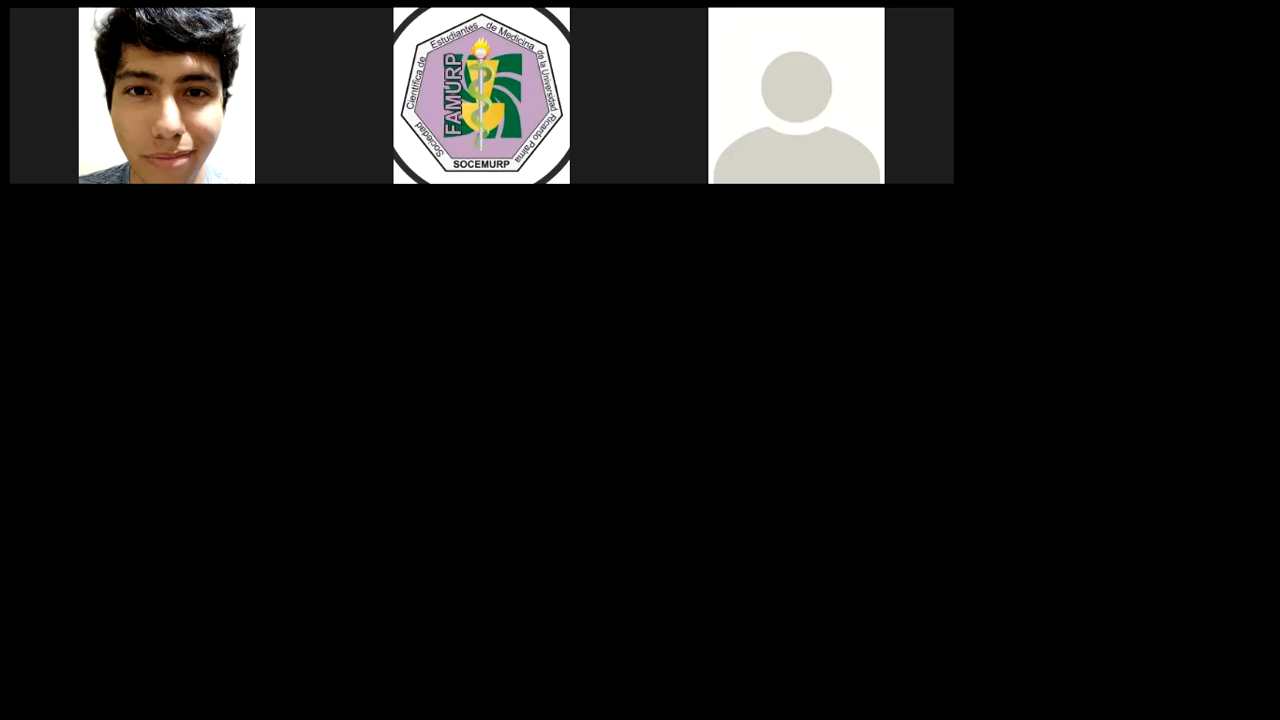 Sociedad Científica de Estudiantes de Medicina de la Universidad Ricardo Palma
FAMURP
SOCEMURP